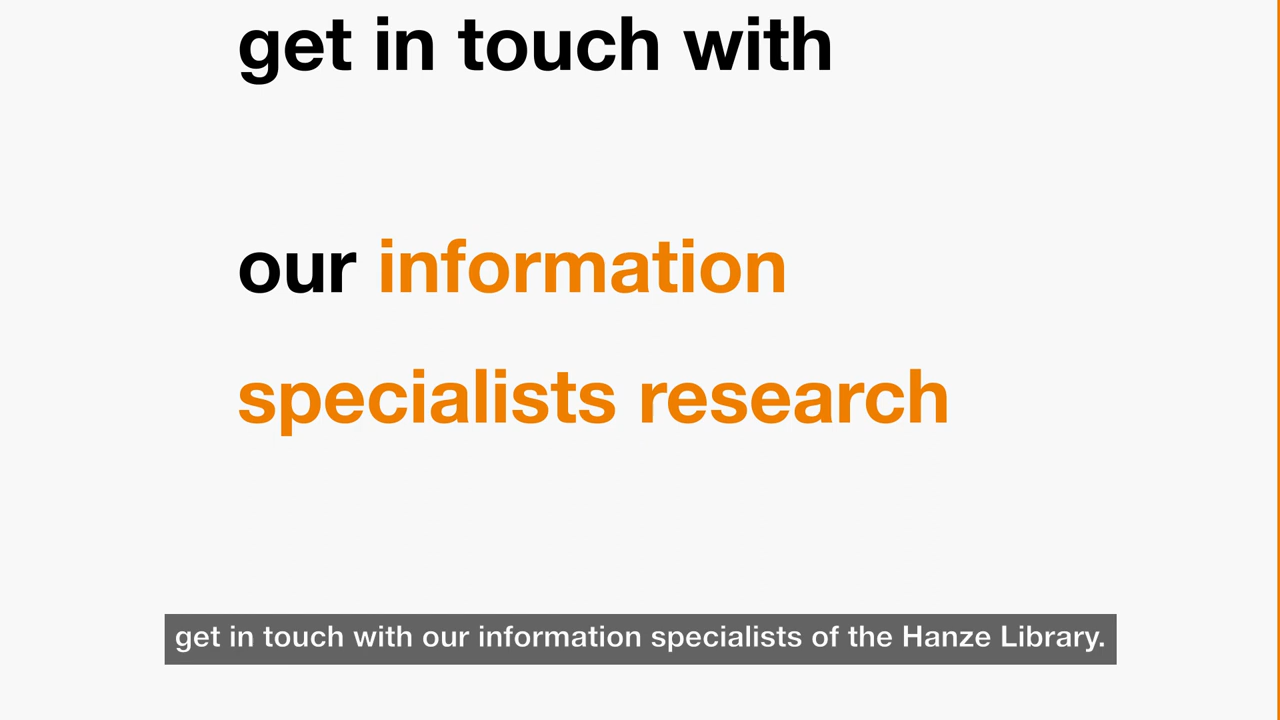 get in touch with
our information
specialists research
get in touch with our information specialists of the Hanze Library.